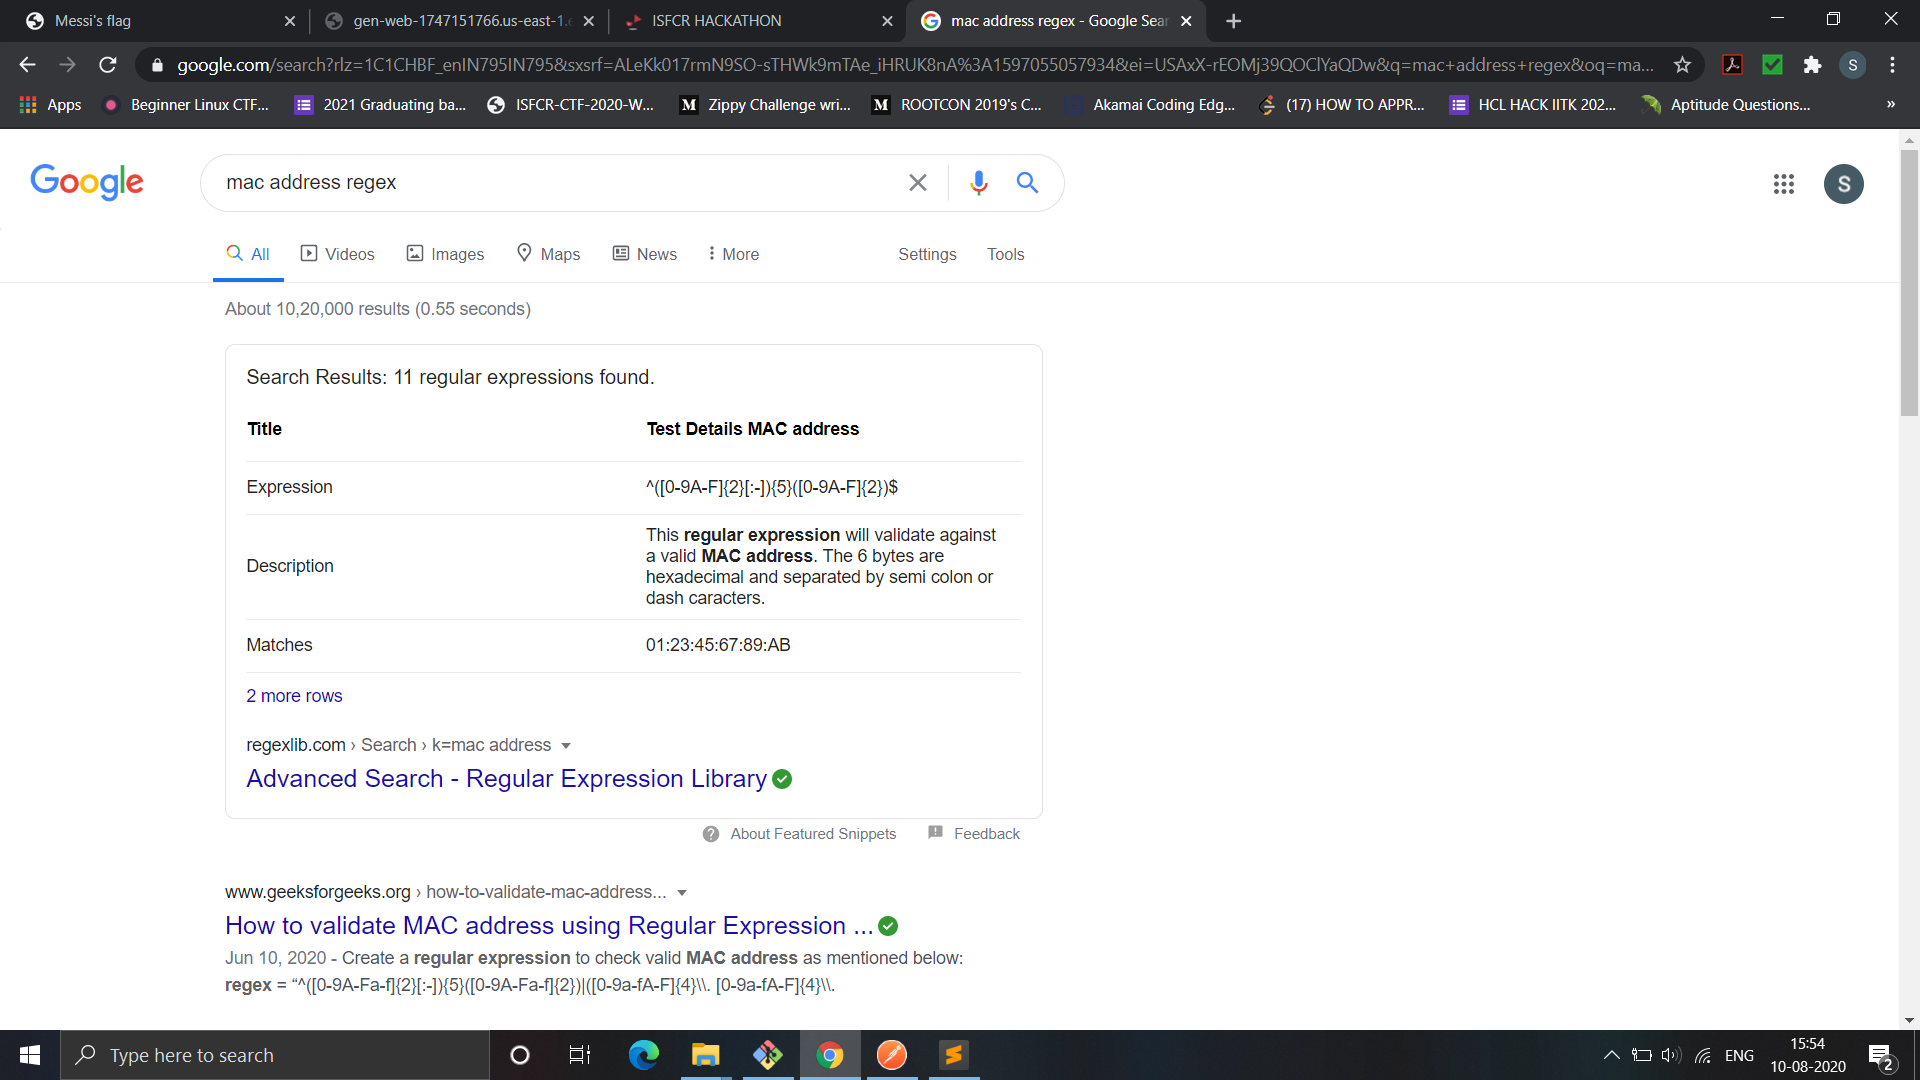 Messi's flag
gen-web-1747151766.us-east-1.e
ISFCR HACKATHON
mac address regex - Google Sear
google.com/search?rlz=1C1CHBF_enIN795IN795&sxsrf=ALeKk017rmN9SO-sTHWk9mTAe_iHRUK8nA%3A1597055057934&ei=USAxX-rEOMj39QOClYaQDw&q=mac+address+regex&oq=ma...
S
Apps
Beginner Linux CTF...
2021 Graduating ba...
ISFCR-CTF-2020-W...
M Zippy Challenge wri...
M ROOTCON 2019's C...
Akamai Coding Edg...
(17) HOW TO APPR...
HCL HACK IITK 202...
Aptitude Questions...
»
Google
mac address regex
S
All
Videos
Images
Maps
News
More
Settings
Tools
About 10,20,000 results (0.55 seconds)
Search Results: 11 regular expressions found.
Title
Test Details MAC address
Expression
^([0-9A-F]{2}[:-]){5}([0-9A-F]{2})$
Description
This regular expression will validate against
a valid MAC address. The 6 bytes are
hexadecimal and separated by semi colon or
dash caracters.
Matches
01:23:45:67:89:AB
2 more rows
regexlib.com › Search › k=mac address
Advanced Search - Regular Expression Library
About Featured Snippets
Feedback
www.geeksforgeeks.org › how-to-validate-mac-address...
How to validate MAC address using Regular Expression ...
Jun 10, 2020 - Create a regular expression to check valid MAC address as mentioned below:
regex = “^([0-9A-Fa-f]{2}[:-]){5}([0-9A-Fa-f]{2})|([0-9a-fA-F]{4}\\. [0-9a-fA-F]{4}\\.
Type here to search
ENG
15:54
10-08-2020
2